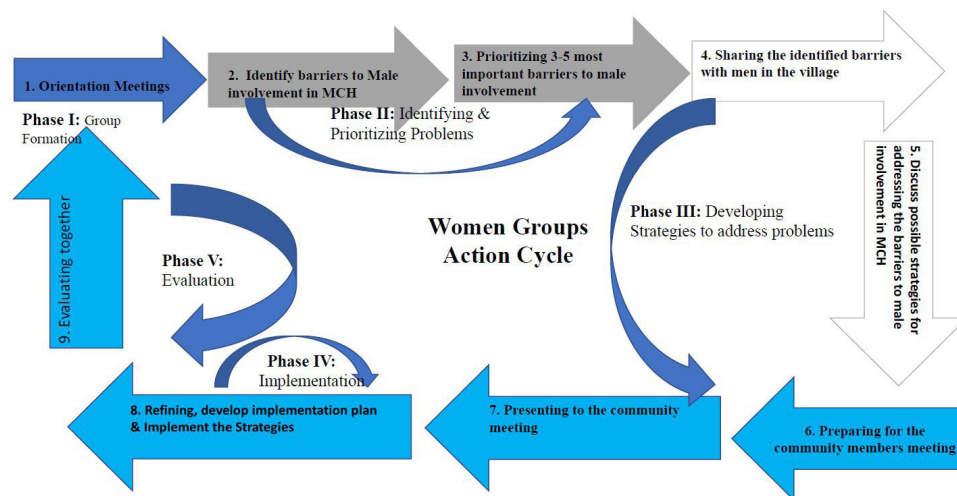 1. Orientation Meetings
Phase I: Group
Formation
2. Identify barriers to Male
involvement in MCH
3. Prioritizing 3-5 most
important barriers to male
involvement
Phase II: Identifying &
Prioritizing Problems
4. Sharing the identified barriers
with men in the village
5. Discuss possible strategies for
addressing the barriers to male
involvement in MCH
Women Groups
Action Cycle
Phase III: Developing
Strategies to address problems
6. Preparing for the
community members meeting
7. Presenting to the community
meeting
8. Refining, develop implementation plan
& Implement the Strategies
Phase IV:
Implementation
9. Evaluating together
Phase V:
Evaluation